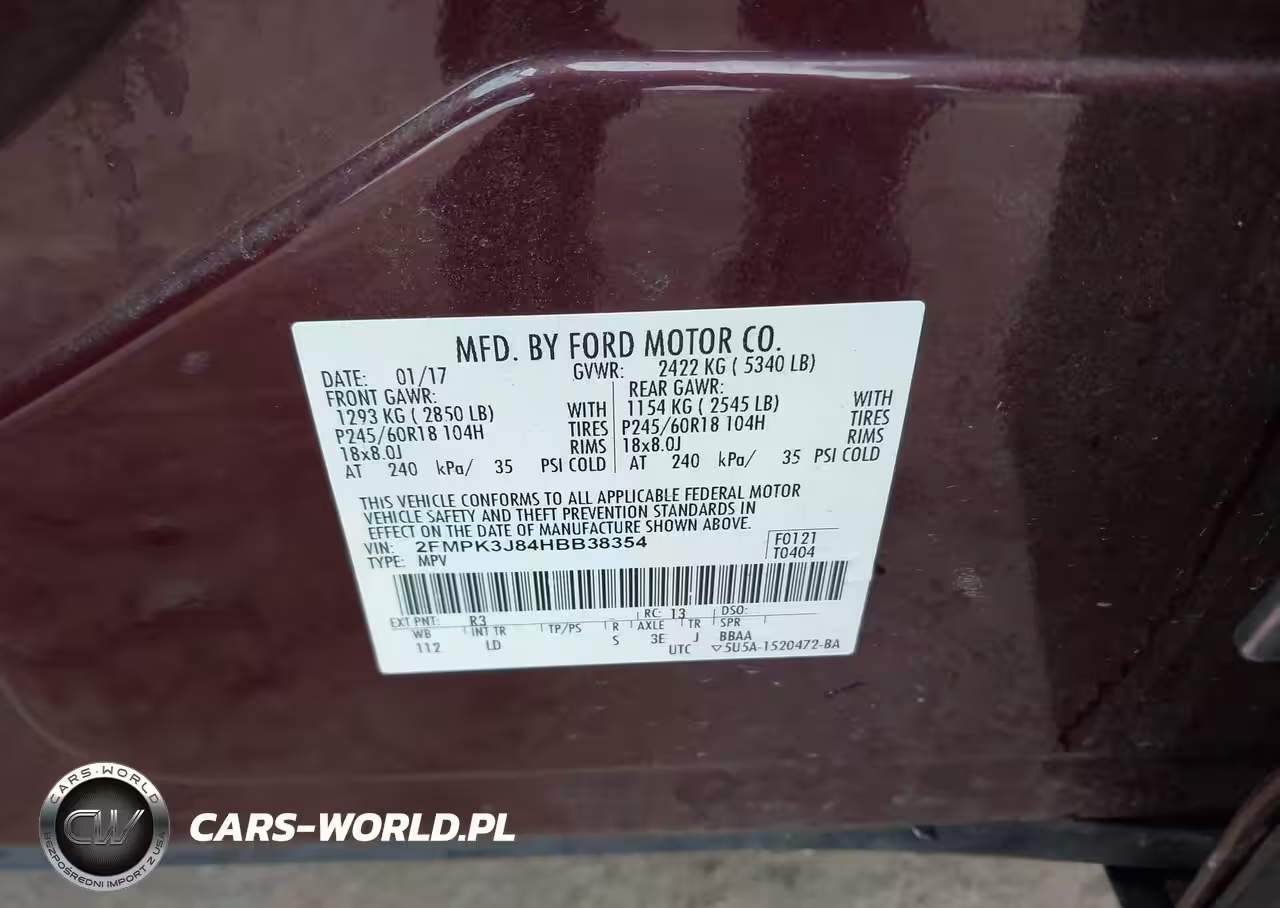 MFD. BY FORD MOTOR CO.
DATE: 01/17 GVWR: 2422 KG ( 5340 LB)
FRONT GAWR: REAR GAWR:
1293 KG ( 2850 LB) WITH 1154 KG ( 2545 LB) WITH
P245/60R18 104H TIRES P245/60R18 104H TIRES
18x8.0J RIMS 18x8.0J RIMS
AT 240 kPa/ 35 PSI COLD AT 240 kPa/ 35 PSI COLD
THIS VEHICLE CONFORMS TO ALL APPLICABLE FEDERAL MOTOR
VEHICLE SAFETY AND THEFT PREVENTION STANDARDS IN
EFFECT ON THE DATE OF MANUFACTURE SHOWN ABOVE.
VIN: 2FMPK3J84HBB38354 F0121
TYPE: MPV T0404
EXT PNT: R3 RC: 13 DSO:
WB INT TR TP/PS R AXLE TR SPR
112 LD S 3E J BBAA
UTC ▽5U5A-1520472-BA
CARS-WORLD
CW
BEZPOŚREDNI IMPORT Z USA
CARS-WORLD.PL